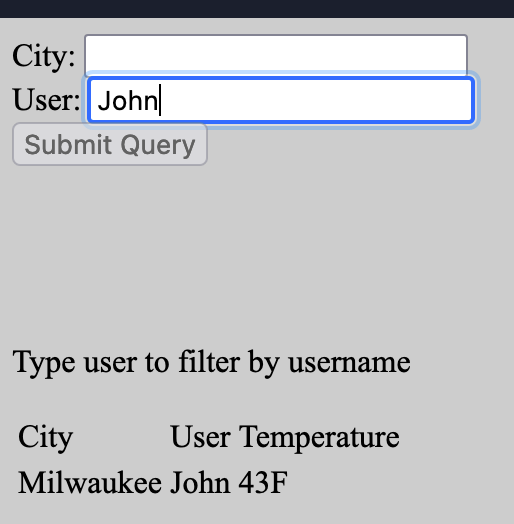 City:
User: John
Submit Query
Type user to filter by username
City User Temperature
Milwaukee John 43F